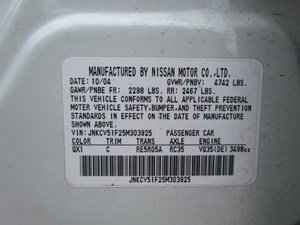 MANUFACTURED BY NISSAN MOTOR CO.,LTD.
DATE: 10/04 GVWR/PNBV: 4742 LBS.
GAWR/PNBE FR: 2298 LBS. RR: 2467 LBS.
THIS VEHICLE CONFORMS TO ALL APPLICABLE FEDERAL
MOTOR VEHICLE SAFETY,BUMPER,AND THEFT PREVENTION
STANDARDS IN EFFECT ON THE DATE OF MANUFACTURE
SHOWN ABOVE.
VIN: JNKCV51F25M303925 PASSENGER CAR
COLOR TRIM TRANS AXLE ENGINE
QX1 C RE5R05A RC35 VQ35(DE)3498cc
JNKCV51F25M303925